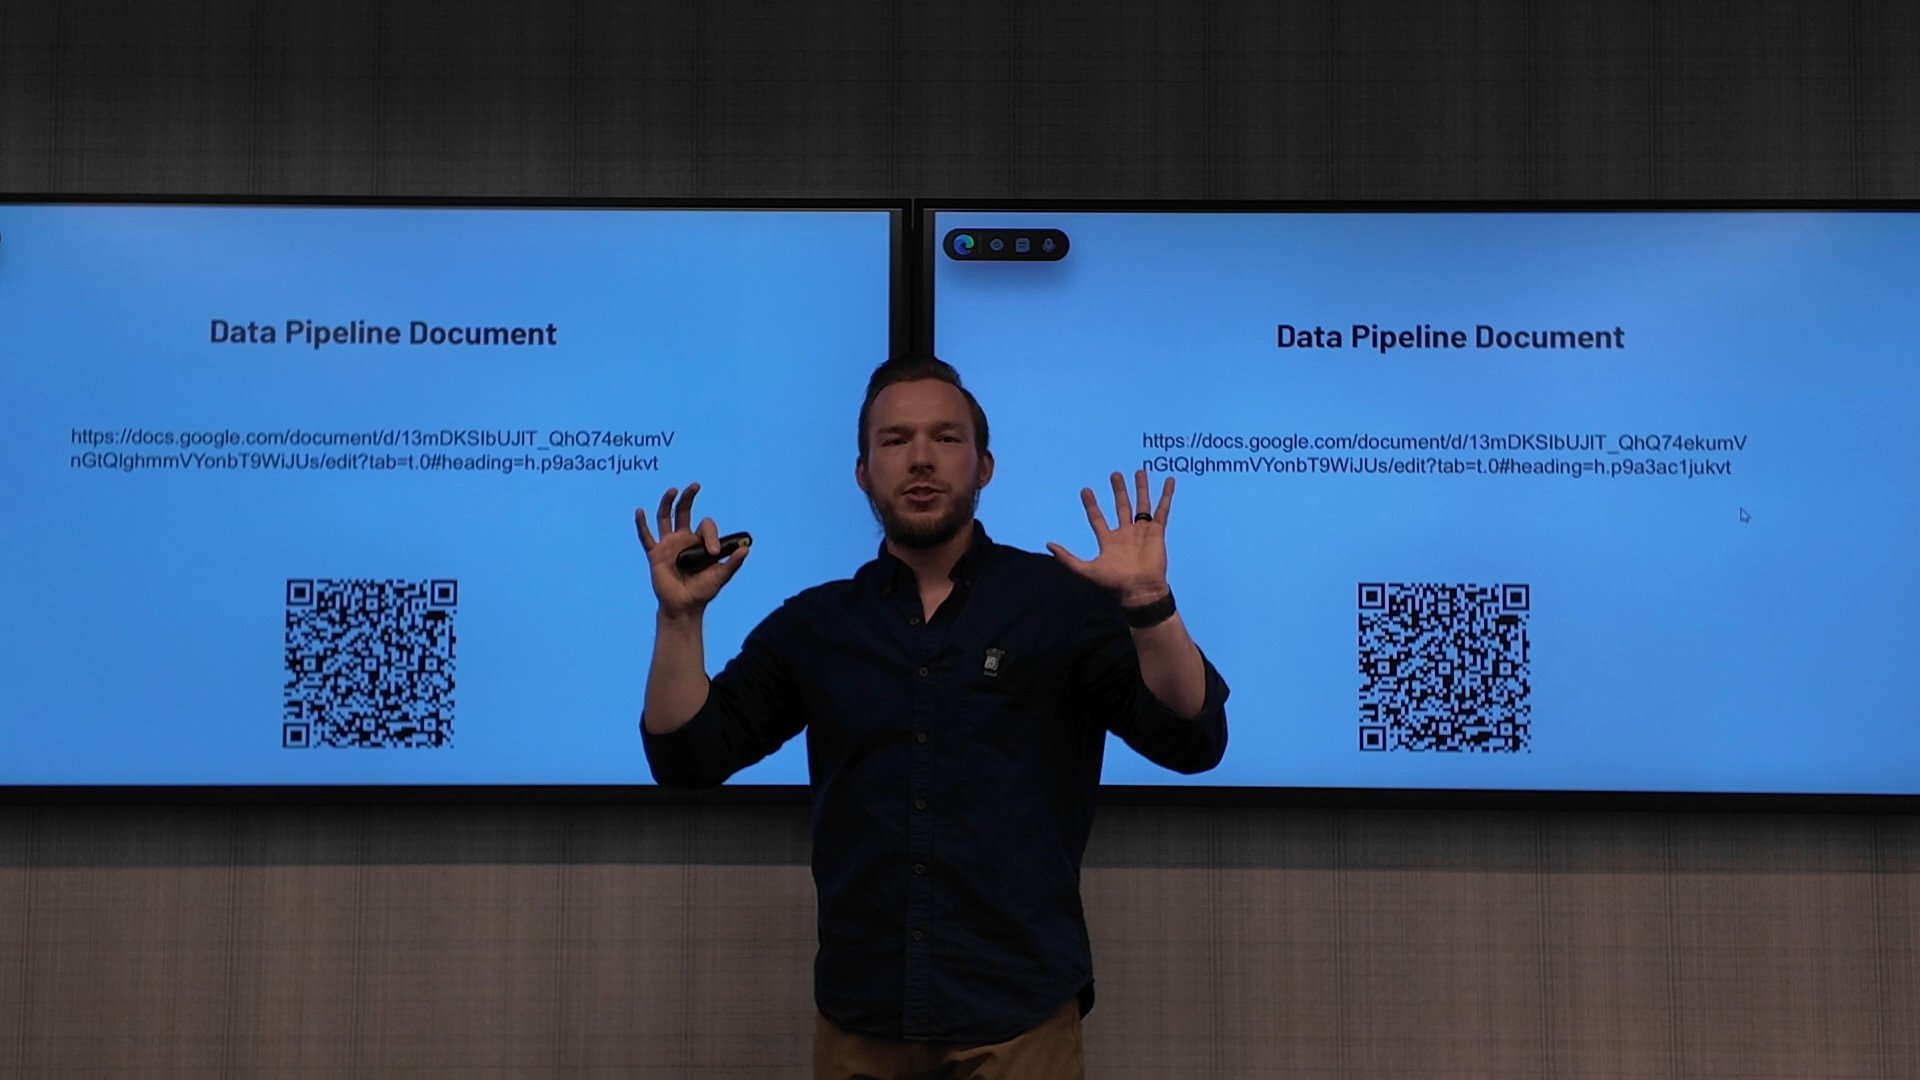 Data Pipeline Document
https://docs.google.com/document/d/13mDKSIbUJIT_QhQ74ekumV
nGtQIghmmVYonbT9WiJUs/edit?tab=t.0#heading=h.p9a3ac1jukvt
Data Pipeline Document
https://docs.google.com/document/d/13mDKSIbUJIT_QhQ74ekumV
nGtQIghmmVYonbT9WiJUs/edit?tab=t.0#heading=h.p9a3ac1jukvt